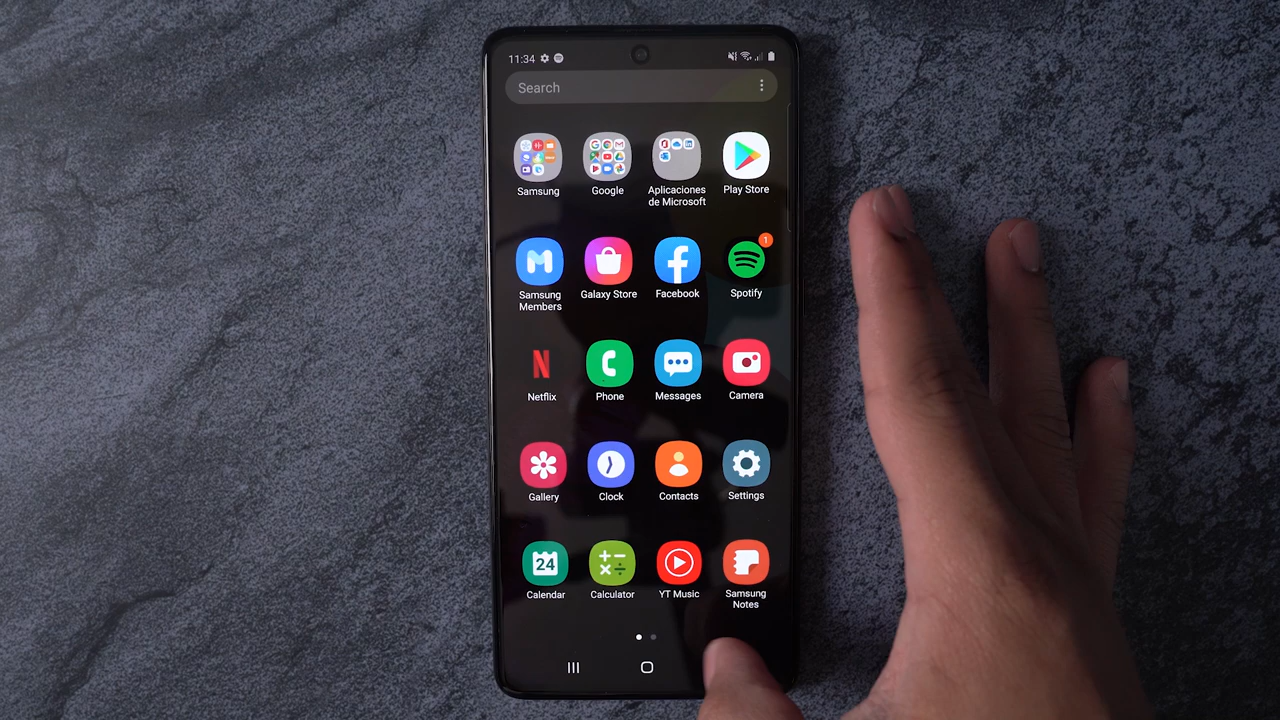 11:34
Search
Samsung
Google
Aplicaciones
de Microsoft
Play Store
Samsung
Members
Galaxy Store
Facebook
1
Spotify
N
Netflix
Phone
Messages
Camera
Gallery
Clock
Contacts
Settings
24
Calendar
Calculator
YT Music
Samsung
Notes